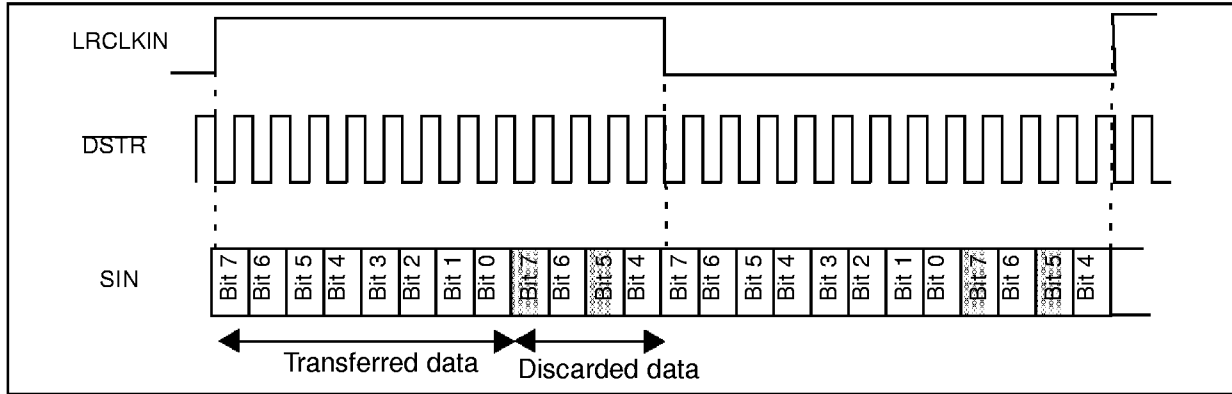 LRCLKIN
DSTR
SIN
Bit 7
Bit 6
Bit 5
Bit 4
Bit 3
Bit 2
Bit 1
Bit 0
Bit 7
Bit 6
Bit 5
Bit 4
Bit 7
Bit 6
Bit 5
Bit 4
Bit 3
Bit 2
Bit 1
Bit 0
Bit 7
Bit 6
Bit 5
Bit 4
Transferred data
Discarded data